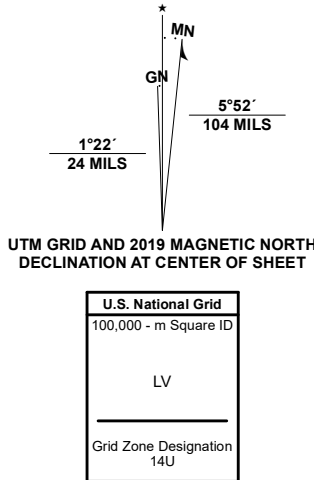 ★
MN
GN
5°52´
104 MILS
1°22´
24 MILS
UTM GRID AND 2019 MAGNETIC NORTH
DECLINATION AT CENTER OF SHEET
U.S. National Grid
100,000 - m Square ID
LV
Grid Zone Designation
14U